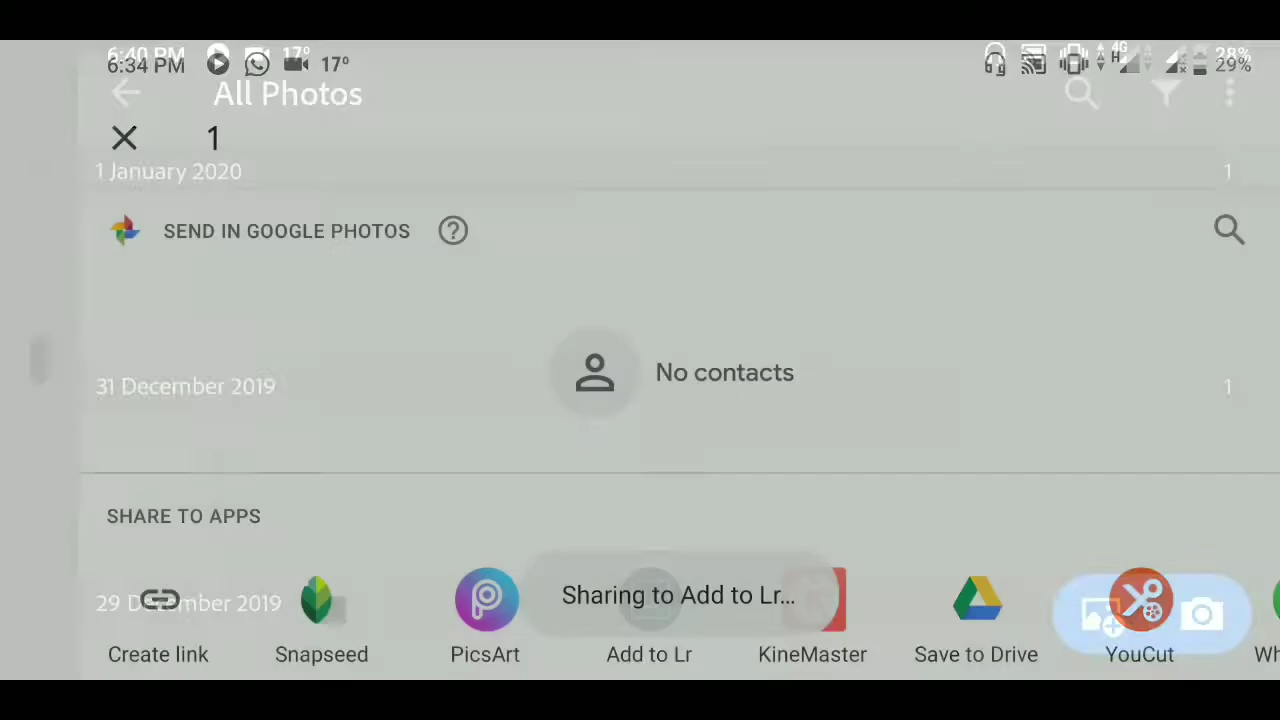 6:40 PM 17° 4G 28%
6:34 PM 17° H 29%
All Photos
1
1 January 2020 1
SEND IN GOOGLE PHOTOS ?
No contacts
31 December 2019 1
SHARE TO APPS
Sharing to Add to Lr...
29 December 2019
Create link Snapseed PicsArt Add to Lr KineMaster Save to Drive YouCut Wh